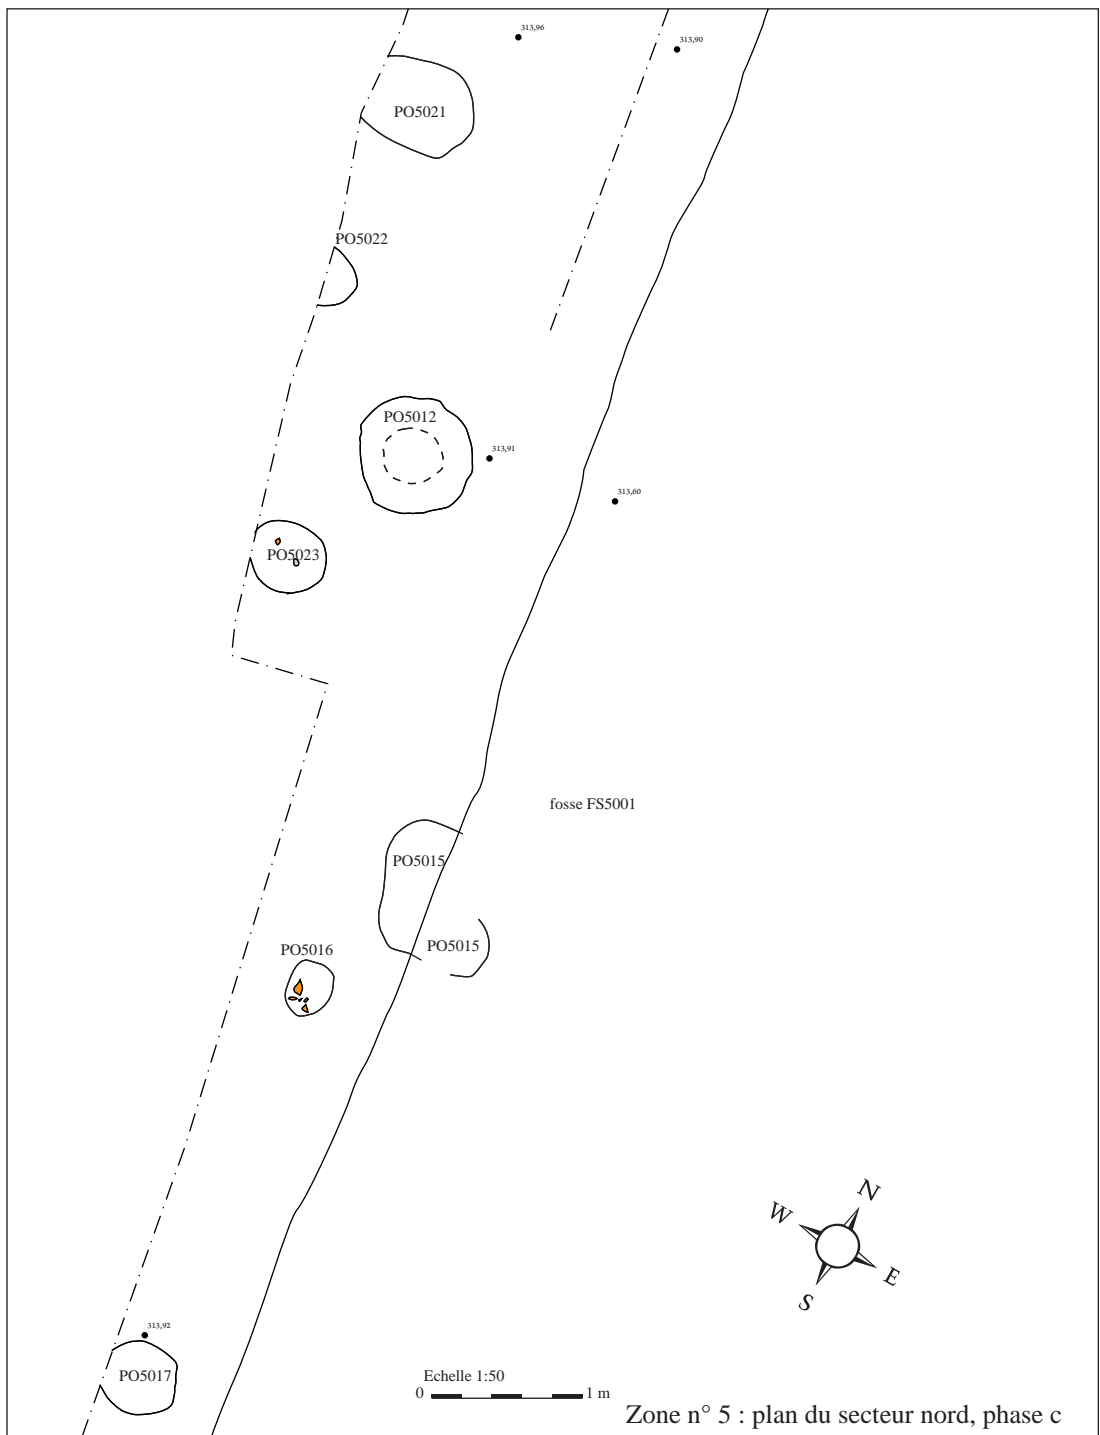 313,96
313,90
PO5021
PO5022
PO5012
313,91
313,60
PO5023
fosse FS5001
PO5015
PO5015
PO5016
N
W
E
S
313,92
PO5017
Echelle 1:50
0 1 m
Zone n° 5 : plan du secteur nord, phase c